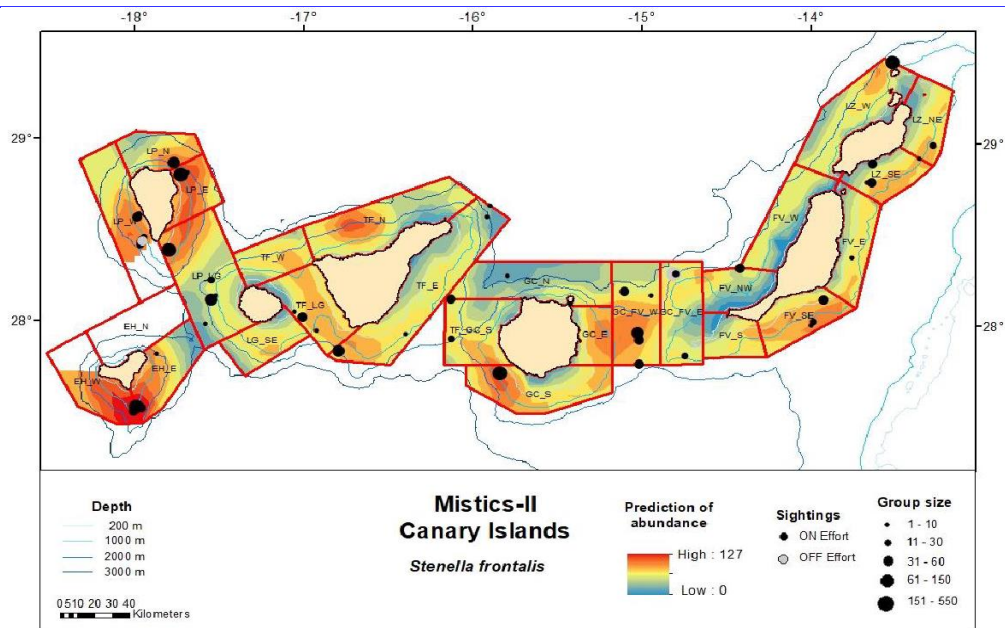 -18° -17° -16° -15° -14°
29° 29°
28° 28°
LP_N
LP_E
LP_W
LP_LG
EH_N
EH_W
EH_E
TF_N
TF_W
TF_LG
TF_E
LG_SE
GC_N
TF_GC_S
GC_E
GC_S
GC_FV_W
GC_FV_E
LZ_W
LZ_NE
LZ_SE
FV_W
FV_E
FV_NW
FV_S
FV_SE
Depth
200 m
1000 m
2000 m
3000 m
0 5 10 20 30 40
Kilometers
Mistics-II
Canary Islands
Stenella frontalis
Prediction of
abundance
High : 127
Low : 0
Sightings
ON Effort
OFF Effort
Group size
1 - 10
11 - 30
31 - 60
61 - 150
151 - 550